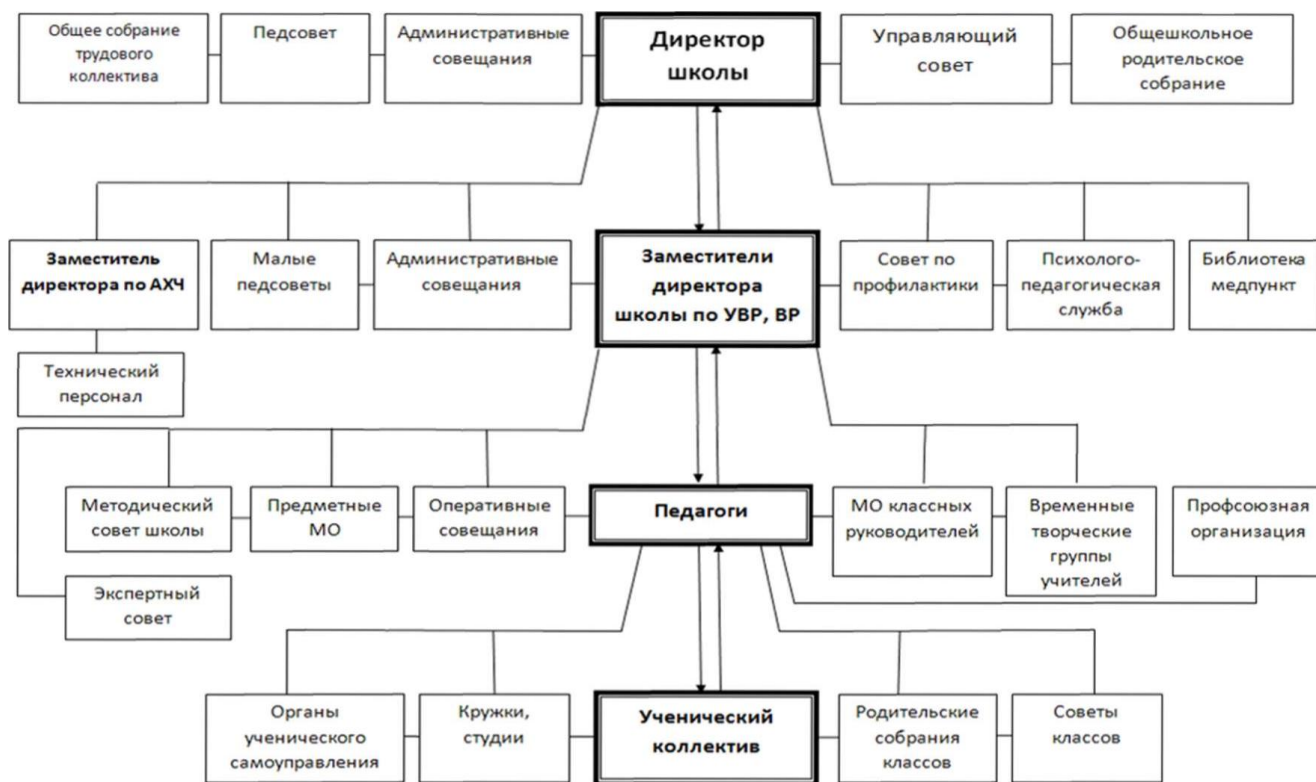 Общее собрание
трудового
коллектива
Педсовет
Административные
совещания
Директор
школы
Управляющий
совет
Общешкольное
родительское
собрание
Заместитель
директора по АХЧ
Малые
педсоветы
Административные
совещания
Заместители
директора
школы по УВР, ВР
Совет по
профилактики
Психолого-
педагогическая
служба
Библиотека
медпункт
Технический
персонал
Методический
совет школы
Предметные
МО
Оперативные
совещания
Педагоги
МО классных
руководителей
Временные
творческие
группы
учителей
Профсоюзная
организация
Экспертный
совет
Органы
ученического
самоуправления
Кружки,
студии
Ученический
коллектив
Родительские
собрания
классов
Советы
классов